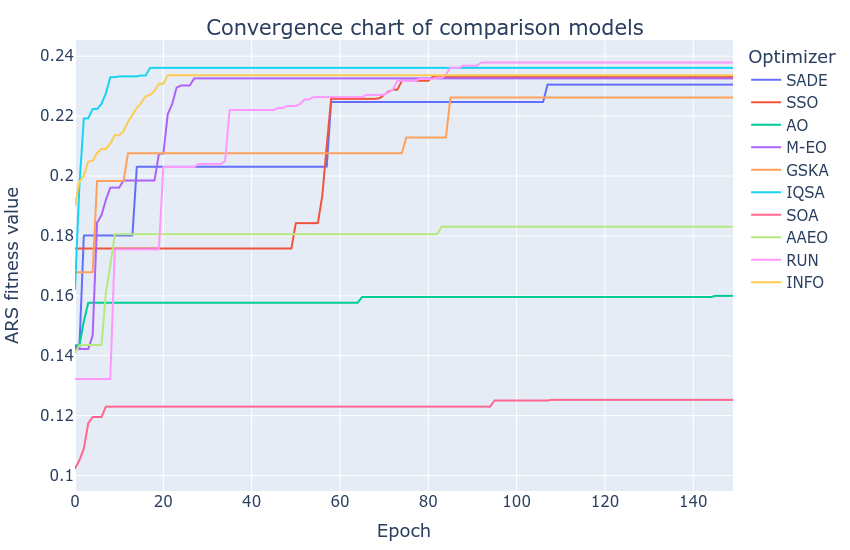 Convergence chart of comparison models
ARS fitness value
0.24
0.22
0.2
0.18
0.16
0.14
0.12
0.1
0
20
40
60
80
100
120
140
Epoch
Optimizer
SADE
SSO
AO
M-EO
GSKA
IQSA
SOA
AAEO
RUN
INFO